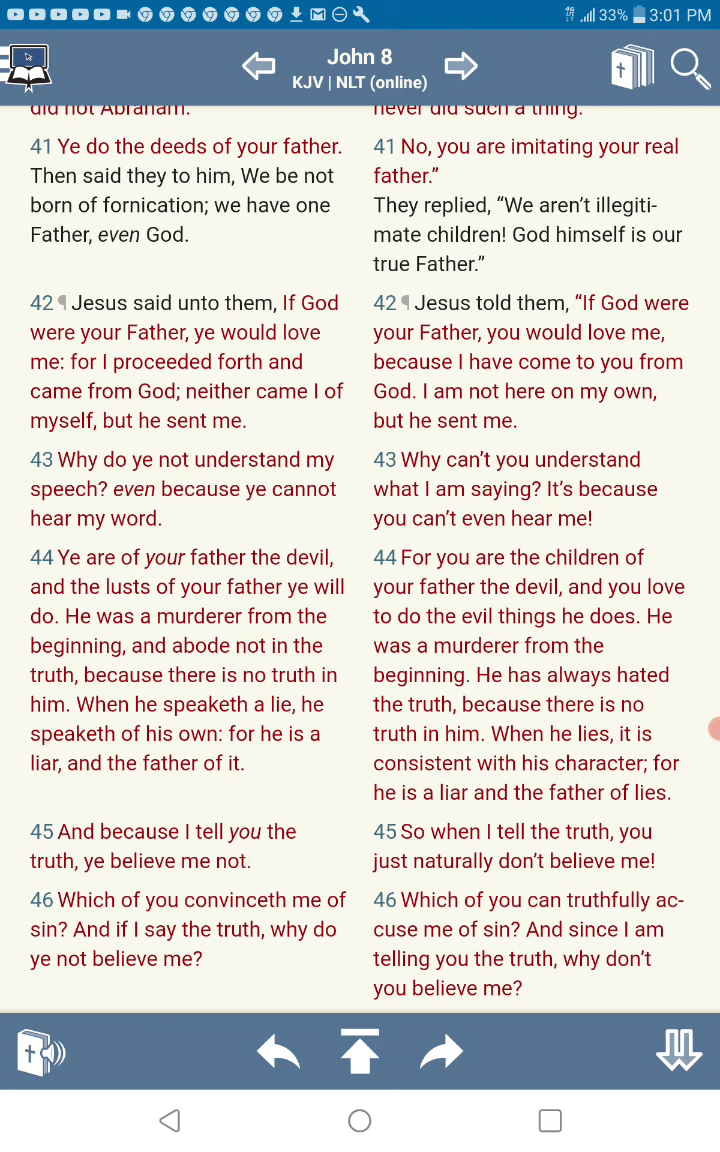 33% 3:01 PM
John 8
KJV | NLT (online)
did not Abraham.
41 Ye do the deeds of your father.
Then said they to him, We be not
born of fornication; we have one
Father, even God.
42 ¶ Jesus said unto them, If God
were your Father, ye would love
me: for I proceeded forth and
came from God; neither came I of
myself, but he sent me.
43 Why do ye not understand my
speech? even because ye cannot
hear my word.
44 Ye are of your father the devil,
and the lusts of your father ye will
do. He was a murderer from the
beginning, and abode not in the
truth, because there is no truth in
him. When he speaketh a lie, he
speaketh of his own: for he is a
liar, and the father of it.
45 And because I tell you the
truth, ye believe me not.
46 Which of you convinceth me of
sin? And if I say the truth, why do
ye not believe me?
never did such a thing.
41 No, you are imitating your real
father.”
They replied, “We aren’t illegiti-
mate children! God himself is our
true Father.”
42 ¶ Jesus told them, “If God were
your Father, you would love me,
because I have come to you from
God. I am not here on my own,
but he sent me.
43 Why can’t you understand
what I am saying? It’s because
you can’t even hear me!
44 For you are the children of
your father the devil, and you love
to do the evil things he does. He
was a murderer from the
beginning. He has always hated
the truth, because there is no
truth in him. When he lies, it is
consistent with his character; for
he is a liar and the father of lies.
45 So when I tell the truth, you
just naturally don’t believe me!
46 Which of you can truthfully ac-
cuse me of sin? And since I am
telling you the truth, why don’t
you believe me?